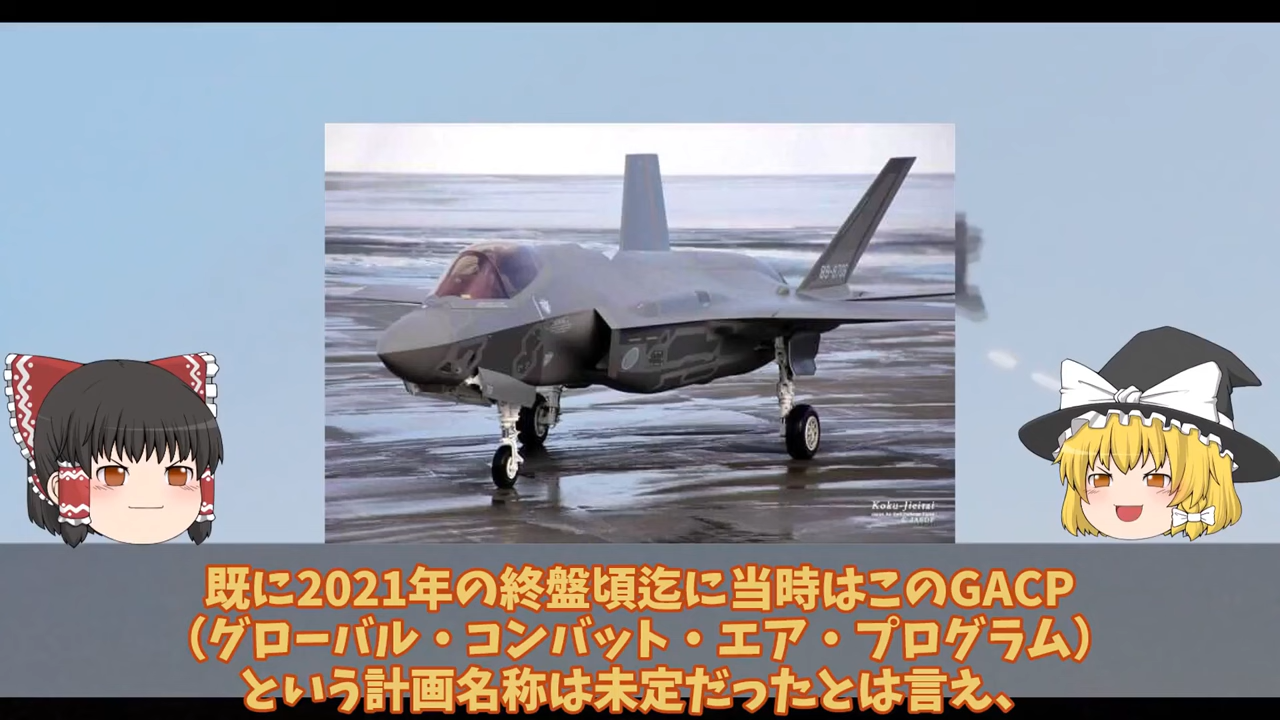 89-8708
Koku-Jieitai
© JASDF
既に2021年の終盤頃迄に当時はこのGACP
（グローバル・コンバット・エア・プログラム）
という計画名称は未定だったとは言え、